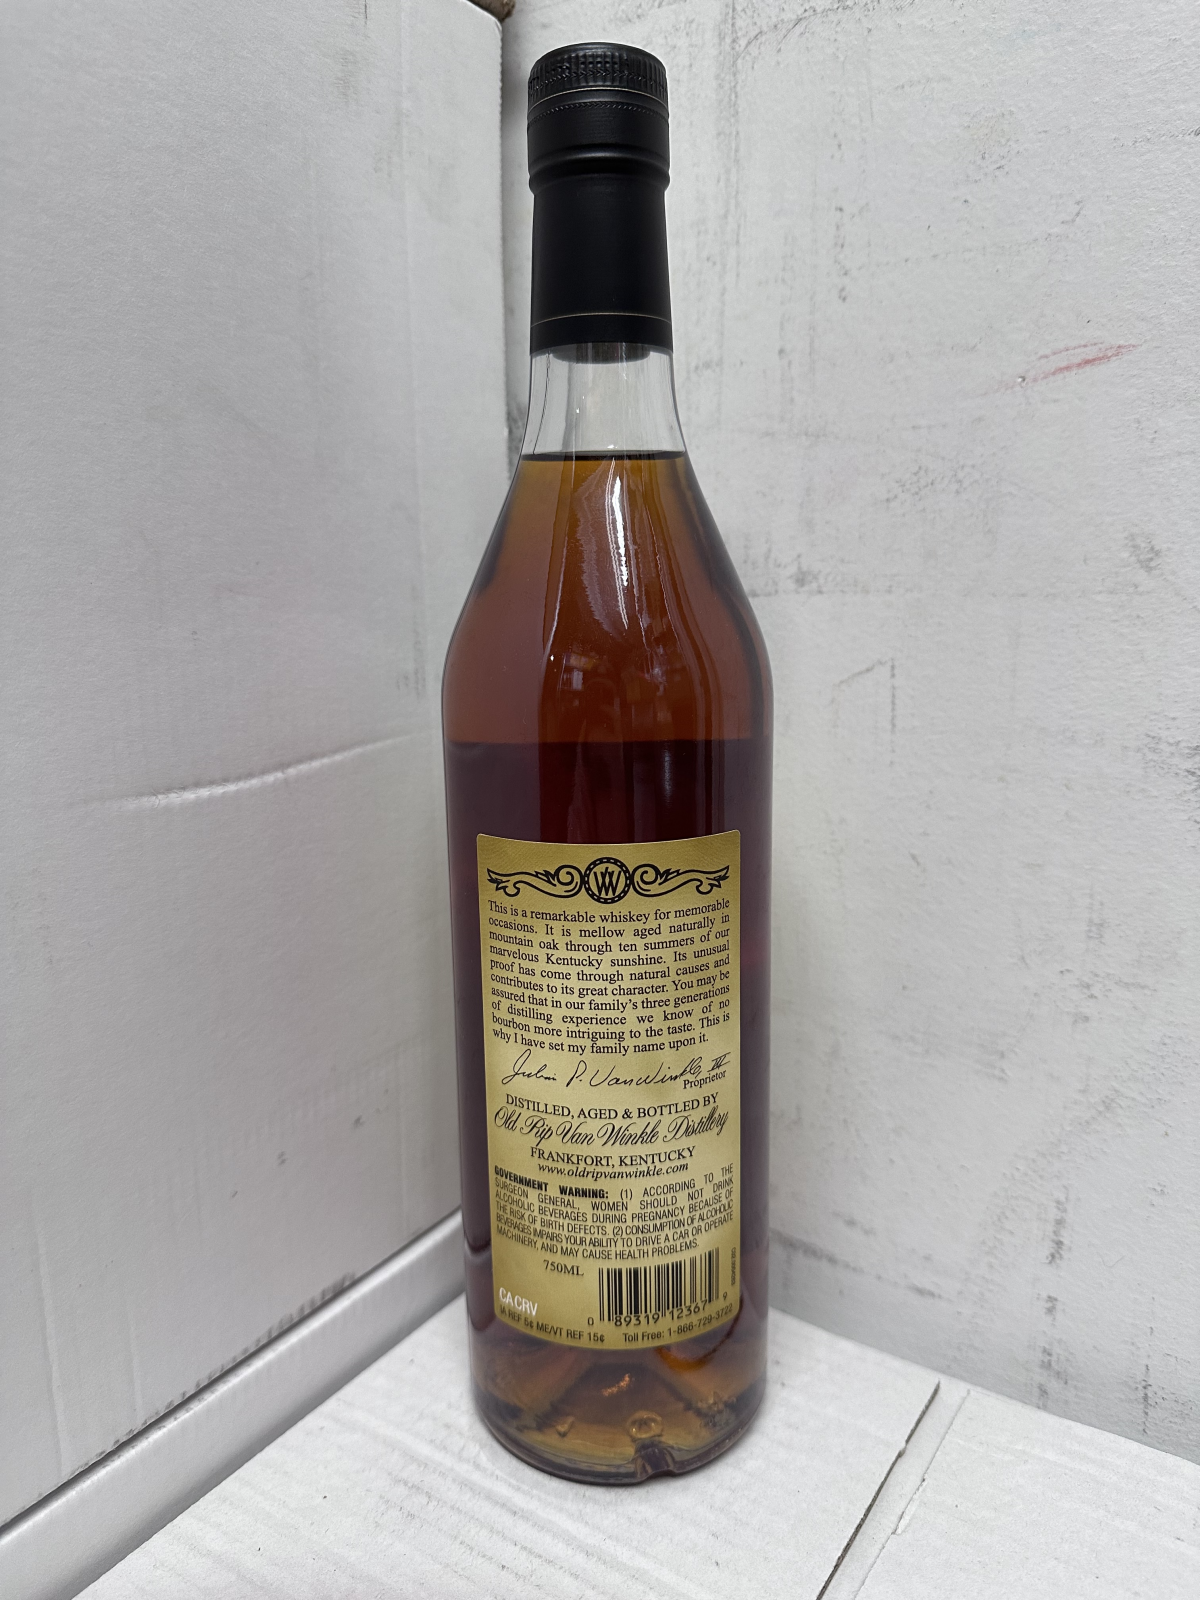 W
This is a remarkable whiskey for memorable
occasions. It is mellow aged naturally in
mountain oak through ten summers of our
marvelous Kentucky sunshine. Its unusual
proof has come through natural causes and
contributes to its great character. You may be
assured that in our family's three generations
of distilling experience we know of no
bourbon more intriguing to the taste. This is
why I have set my family name upon it.
Julian P. Van Winkle, III
Proprietor
DISTILLED, AGED & BOTTLED BY
Old Rip Van Winkle Distillery
FRANKFORT, KENTUCKY
www.oldripvanwinkle.com
GOVERNMENT WARNING: (1) ACCORDING TO THE
SURGEON GENERAL, WOMEN SHOULD NOT DRINK
ALCOHOLIC BEVERAGES DURING PREGNANCY BECAUSE OF
THE RISK OF BIRTH DEFECTS. (2) CONSUMPTION OF ALCOHOLIC
BEVERAGES IMPAIRS YOUR ABILITY TO DRIVE A CAR OR OPERATE
MACHINERY, AND MAY CAUSE HEALTH PROBLEMS.
750ML
CA CRV
0 89319 12367 9
IA REF 5¢ ME/VT REF 15¢ Toll Free: 1-866-729-3722